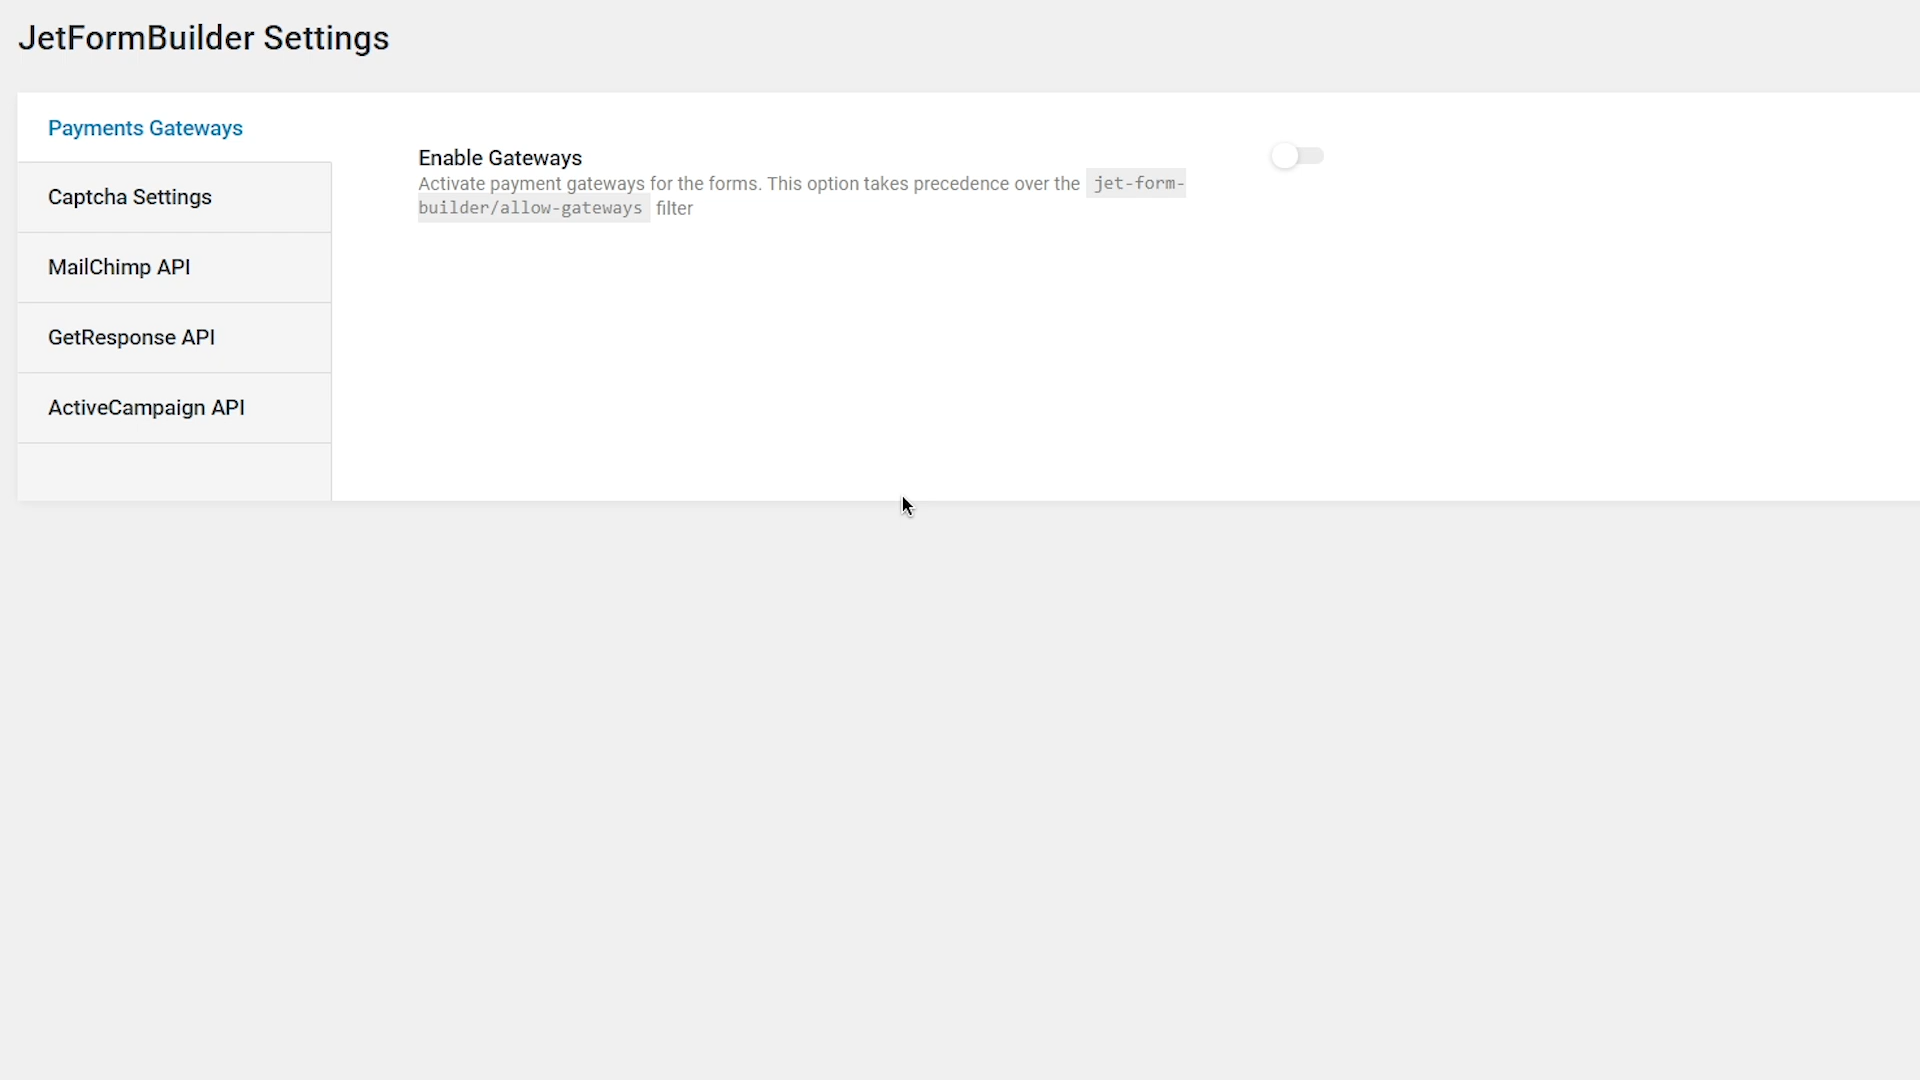 JetFormBuilder Settings
Payments Gateways
Captcha Settings
MailChimp API
GetResponse API
ActiveCampaign API
Enable Gateways
Activate payment gateways for the forms. This option takes precedence over the jet-form-
builder/allow-gateways filter